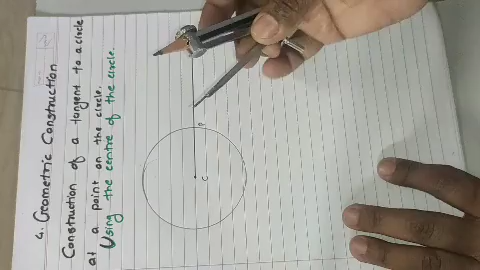 4. Geometric Construction
Construction of a tangent to a circle
at a point on the circle.
Using the centre of the circle.
P
C